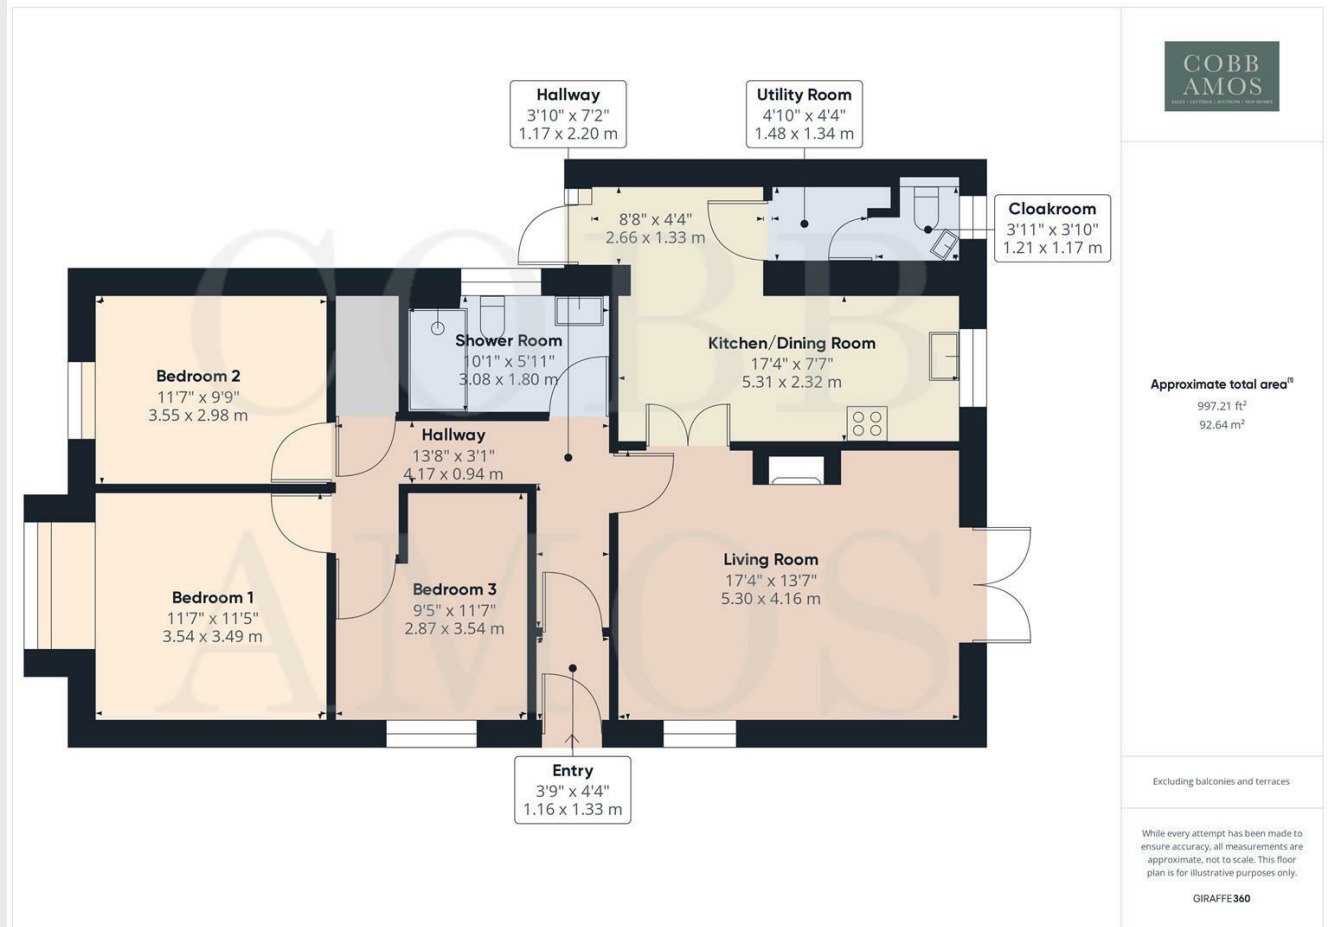 COBB
AMOS
SALES | LETTINGS | AUCTIONS | NEW HOMES
Hallway
3'10" x 7'2"
1.17 x 2.20 m
Utility Room
4'10" x 4'4"
1.48 x 1.34 m
8'8" x 4'4"
2.66 x 1.33 m
Cloakroom
3'11" x 3'10"
1.21 x 1.17 m
Shower Room
10'1" x 5'11"
3.08 x 1.80 m
Kitchen/Dining Room
17'4" x 7'7"
5.31 x 2.32 m
Bedroom 2
11'7" x 9'9"
3.55 x 2.98 m
Hallway
13'8" x 3'1"
4.17 x 0.94 m
Living Room
17'4" x 13'7"
5.30 x 4.16 m
Bedroom 1
11'7" x 11'5"
3.54 x 3.49 m
Bedroom 3
9'5" x 11'7"
2.87 x 3.54 m
Entry
3'9" x 4'4"
1.16 x 1.33 m
COBB
AMOS
Approximate total area(1)
997.21 ft²
92.64 m²
Excluding balconies and terraces
While every attempt has been made to
ensure accuracy, all measurements are
approximate, not to scale. This floor
plan is for illustrative purposes only.
GIRAFFE360